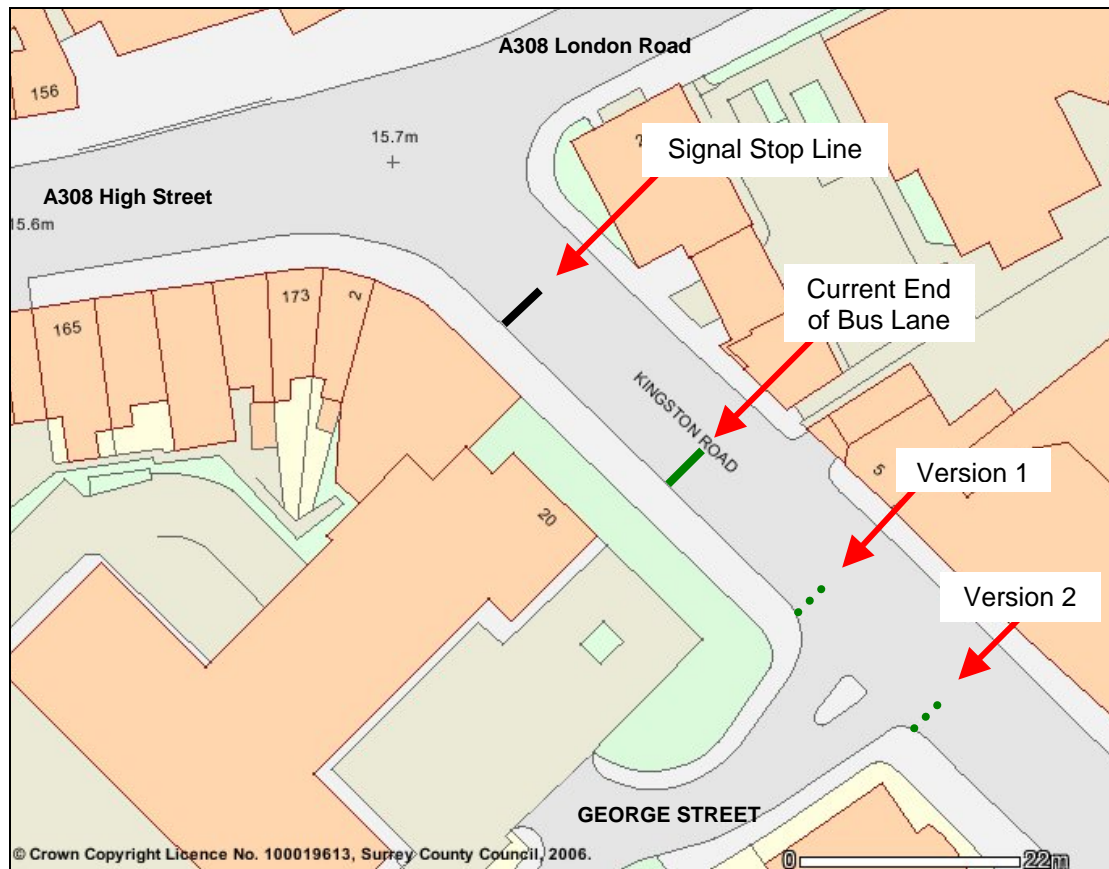 A308 London Road
156
15.7m
Signal Stop Line
A308 High Street
15.6m
Current End
of Bus Lane
173
2
165
KINGSTON ROAD
Version 1
5
20
Version 2
GEORGE STREET
© Crown Copyright Licence No. 100019613, Surrey County Council, 2006.
0
22m